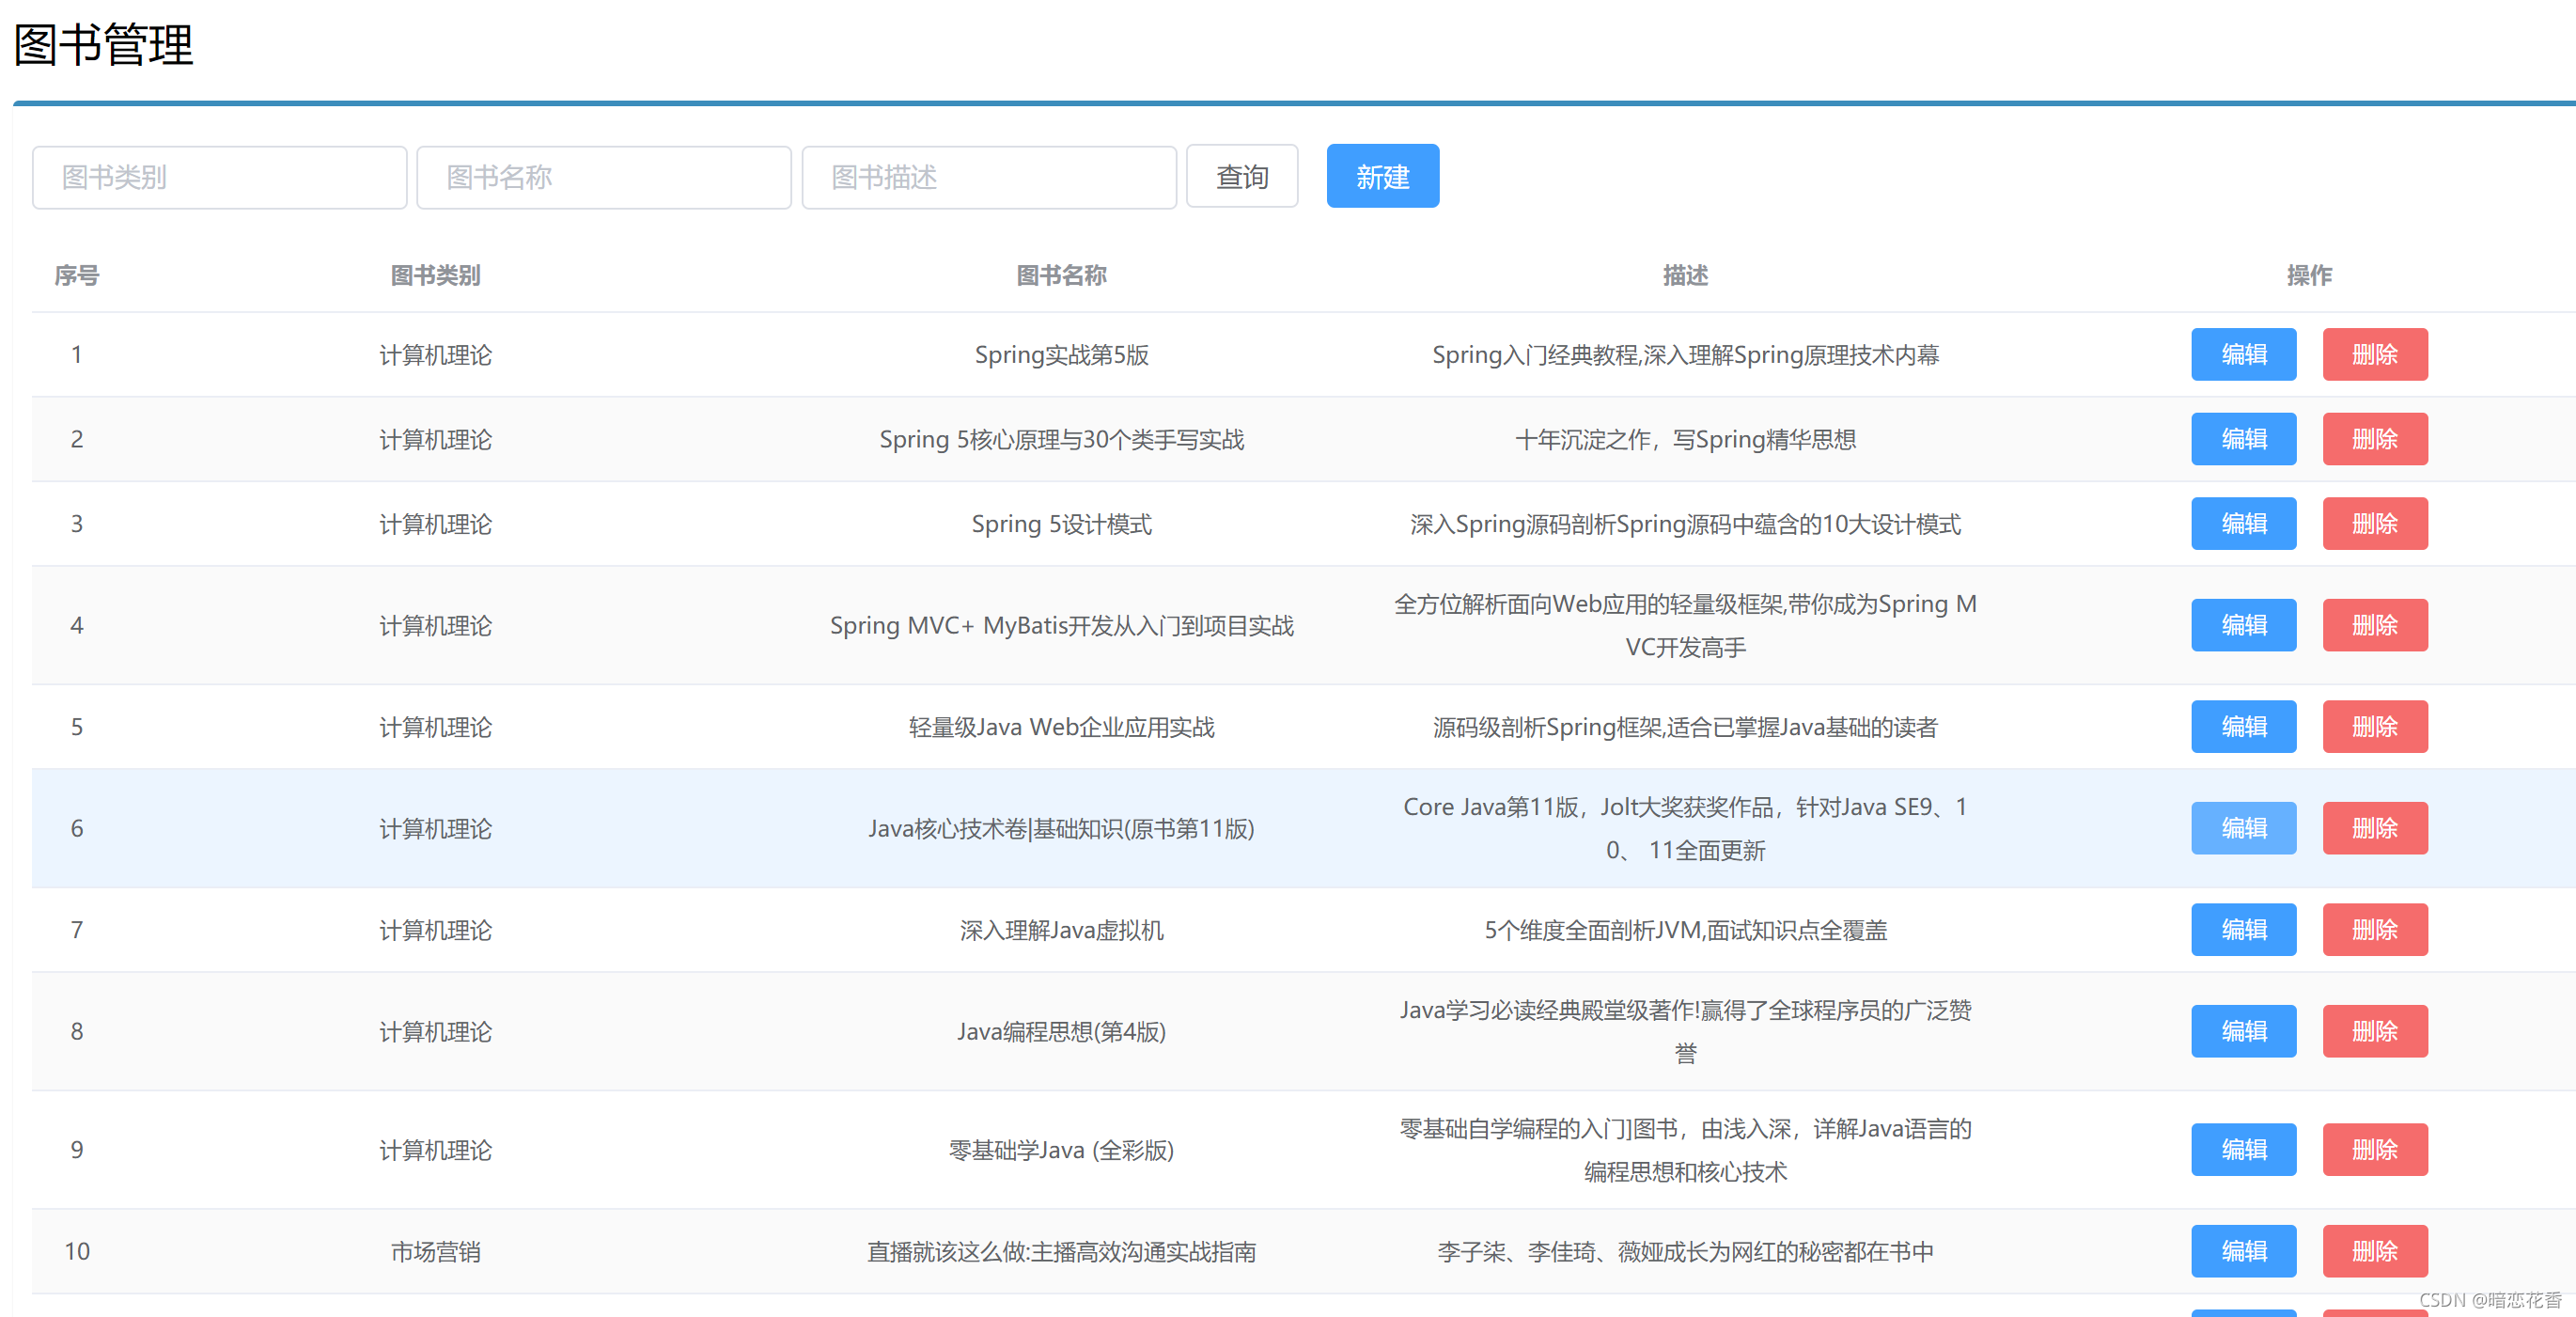 图书管理
图书类别 图书名称 图书描述 查询 新建
序号 图书类别 图书名称 描述 操作
1 计算机理论 Spring实战第5版 Spring入门经典教程,深入理解Spring原理技术内幕 编辑 删除
2 计算机理论 Spring 5核心原理与30个类手写实战 十年沉淀之作，写Spring精华思想 编辑 删除
3 计算机理论 Spring 5设计模式 深入Spring源码剖析Spring源码中蕴含的10大设计模式 编辑 删除
全方位解析面向Web应用的轻量级框架,带你成为Spring M
4 计算机理论 Spring MVC+ MyBatis开发从入门到项目实战 编辑 删除
VC开发高手
5 计算机理论 轻量级Java Web企业应用实战 源码级剖析Spring框架,适合已掌握Java基础的读者 编辑 删除
Core Java第11版，Jolt大奖获奖作品，针对Java SE9、1
6 计算机理论 Java核心技术卷|基础知识(原书第11版) 编辑 删除
0、 11全面更新
7 计算机理论 深入理解Java虚拟机 5个维度全面剖析JVM,面试知识点全覆盖 编辑 删除
Java学习必读经典殿堂级著作!赢得了全球程序员的广泛赞
8 计算机理论 Java编程思想(第4版) 编辑 删除
誉
零基础自学编程的入门]图书，由浅入深，详解Java语言的
9 计算机理论 零基础学Java (全彩版) 编辑 删除
编程思想和核心技术
10 市场营销 直播就该这么做:主播高效沟通实战指南 李子柒、李佳琦、薇娅成长为网红的秘密都在书中 编辑 删除
CSDN @暗恋花香